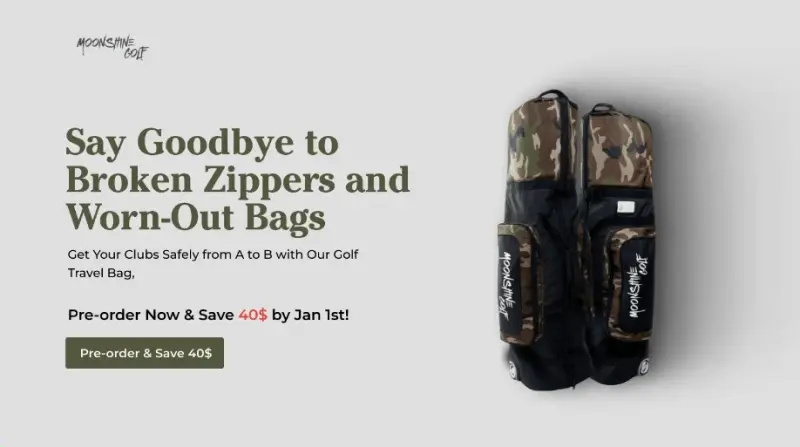 MOONSHINE
GOLF
Say Goodbye to
Broken Zippers and
Worn-Out Bags
Get Your Clubs Safely from A to B with Our Golf
Travel Bag,
Pre-order Now & Save 40$ by Jan 1st!
Pre-order & Save 40$
MOONSHINE
GOLF
MOONSHINE
GOLF